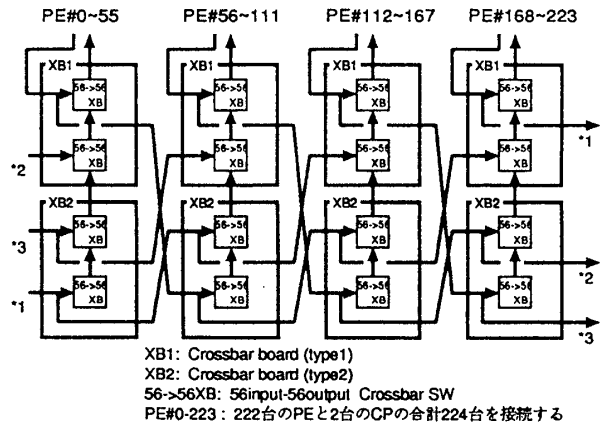 PE#0~55 PE#56~111 PE#112~167 PE#168~223
XB1 XB1 XB1 XB1
56->56 XB 56->56 XB 56->56 XB 56->56 XB
*1
56->56 XB 56->56 XB 56->56 XB 56->56 XB
*2
XB2 XB2 XB2 XB2
56->56 XB 56->56 XB 56->56 XB 56->56 XB
*3
*2
56->56 XB 56->56 XB 56->56 XB 56->56 XB
*1
*3
XB1: Crossbar board (type1)
XB2: Crossbar board (type2)
56->56XB: 56input-56output Crossbar SW
PE#0-223 : 222台のPEと2台のCPの合計224台を接続する